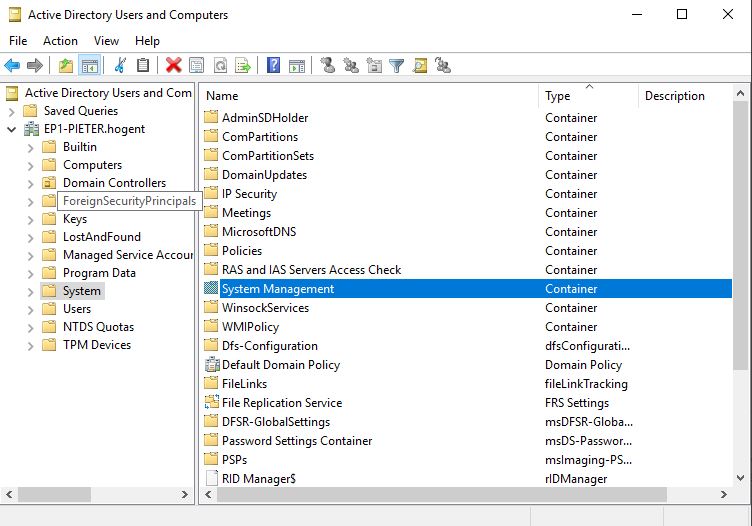 Active Directory Users and Computers
File Action View Help
Active Directory Users and Com
Saved Queries
EP1-PIETER.hogent
Builtin
Computers
Domain Controllers
ForeignSecurityPrincipals
Keys
LostAndFound
Managed Service Accour
Program Data
System
Users
NTDS Quotas
TPM Devices
Name Type Description
AdminSDHolder Container
ComPartitions Container
ComPartitionSets Container
DomainUpdates Container
IP Security Container
Meetings Container
MicrosoftDNS Container
Policies Container
RAS and IAS Servers Access Check Container
System Management Container
WinsockServices Container
WMIPolicy Container
Dfs-Configuration dfsConfigurati...
Default Domain Policy Domain Policy
FileLinks fileLinkTracking
File Replication Service FRS Settings
DFSR-GlobalSettings msDFSR-Globa...
Password Settings Container msDS-Passwor...
PSPs msImaging-PS...
RID Manager$ rIDManager